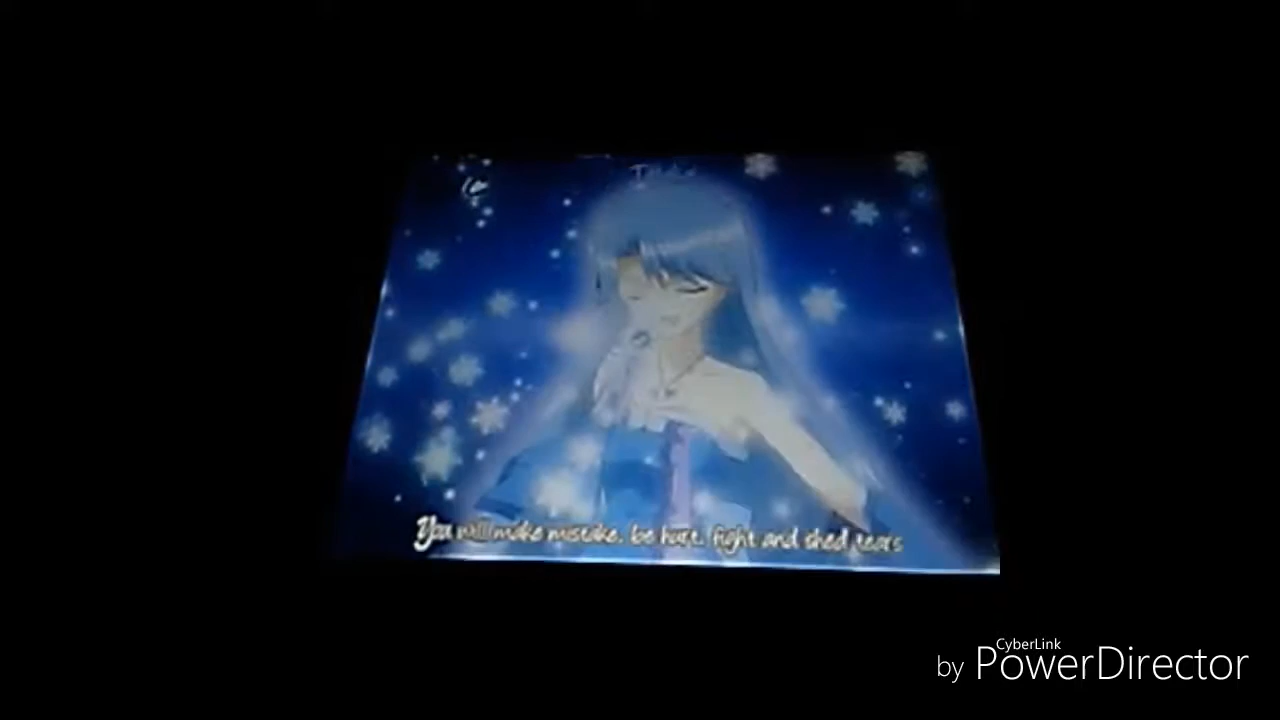 You will make mistake, be hurt, fight and shed tears
CyberLink
by PowerDirector